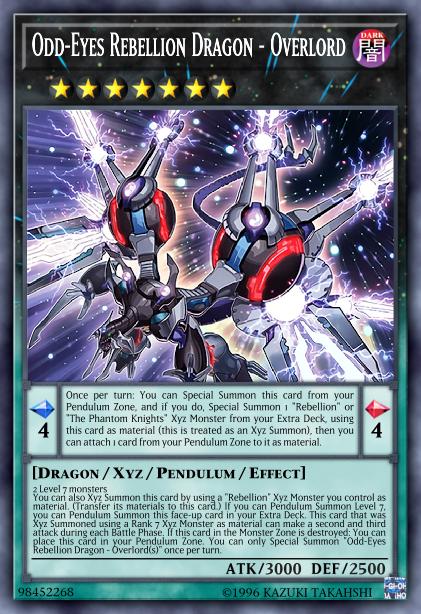 Odd-Eyes Rebellion Dragon - Overlord
DARK
闇
Once per turn: You can Special Summon this card from your
Pendulum Zone, and if you do, Special Summon 1 "Rebellion" or
"The Phantom Knights" Xyz Monster from your Extra Deck, using
this card as material (this is treated as an Xyz Summon), then you
can attach 1 card from your Pendulum Zone to it as material.
4
4
[Dragon / Xyz / Pendulum / Effect]
2 Level 7 monsters
You can also Xyz Summon this card by using a "Rebellion" Xyz Monster you control as
material. (Transfer its materials to this card.) If you can Pendulum Summon Level 7,
you can Pendulum Summon this face-up card in your Extra Deck. This card that was
Xyz Summoned using a Rank 7 Xyz Monster as material can make a second and third
attack during each Battle Phase. If this card in the Monster Zone is destroyed: You can
place this card in your Pendulum Zone. You can only Special Summon "Odd-Eyes
Rebellion Dragon - Overlord(s)" once per turn.
ATK/3000 DEF/2500
98452268
©1996 KAZUKI TAKAHSHI